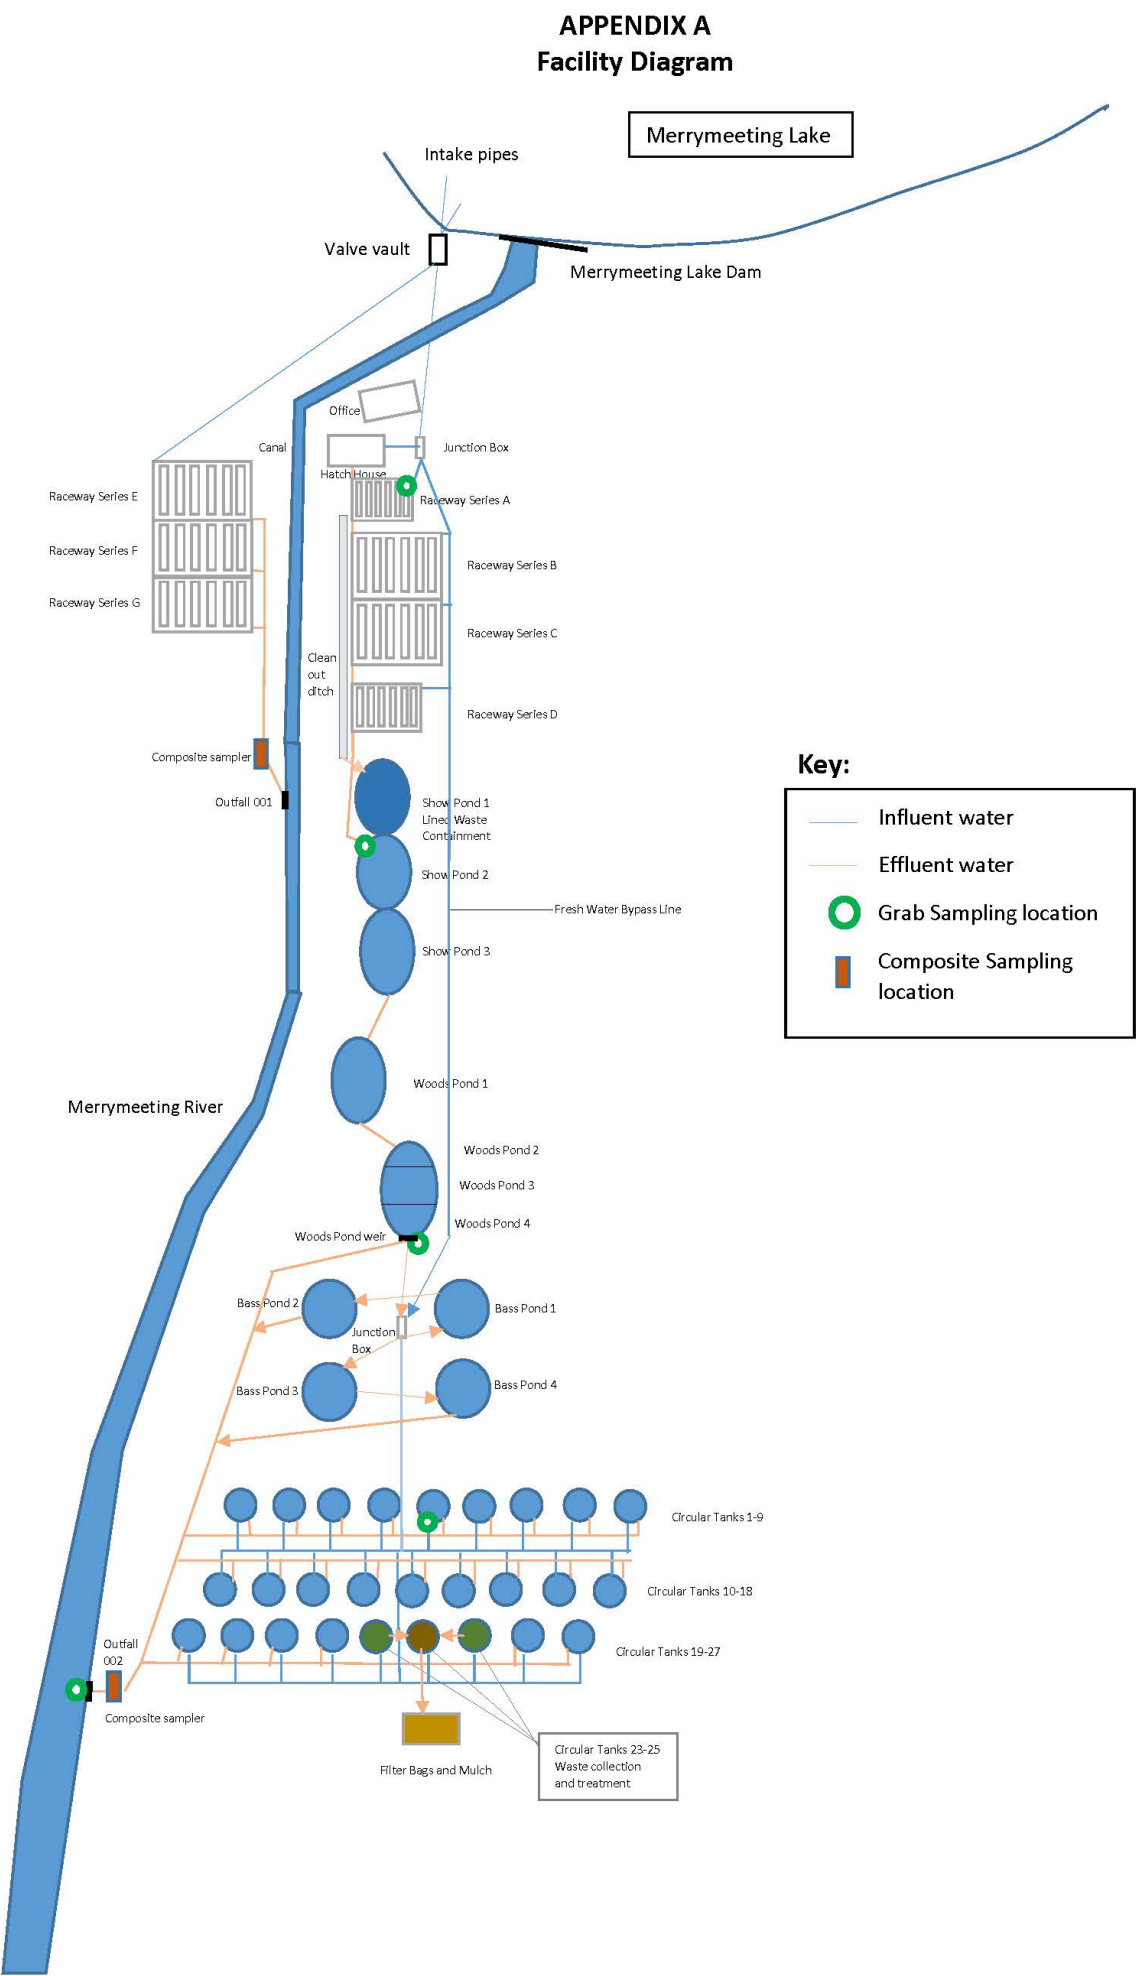 APPENDIX A
Facility Diagram
Merrymeeting Lake
Intake pipes
Valve vault
Merrymeeting Lake Dam
Office
Canal
Junction Box
Hatch House
Raceway Series E
Raceway Series A
Raceway Series F
Raceway Series B
Raceway Series G
Raceway Series C
Clean
out
ditch
Raceway Series D
Composite sampler
Outfall 001
Show Pond 1
Lined Waste
Containment
Show Pond 2
Fresh Water Bypass Line
Show Pond 3
Key:
Influent water
Effluent water
Grab Sampling location
Composite Sampling
location
Woods Pond 1
Merrymeeting River
Woods Pond 2
Woods Pond 3
Woods Pond 4
Woods Pond weir
Bass Pond 2
Bass Pond 1
Junction
Box
Bass Pond 3
Bass Pond 4
Circular Tanks 1-9
Circular Tanks 10-18
Circular Tanks 19-27
Outfall
002
Composite sampler
Filter Bags and Mulch
Circular Tanks 23-25
Waste collection
and treatment